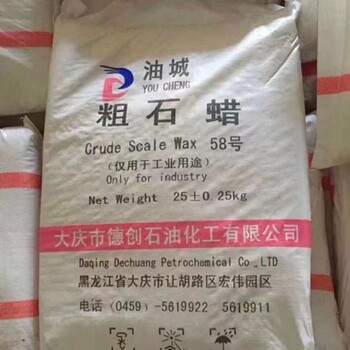 油城
YOU CHENG
粗石蜡
Crude Scale Wax 58号
(仅用于工业用途)
Only for industry
Net Weight 25±0.25kg
大庆市德创石油化工有限公司
Daqing Dechuang Petrochemical Co.,LTD
黑龙江省大庆市让胡路区宏伟园区
电话(0459)-5619922 5619911